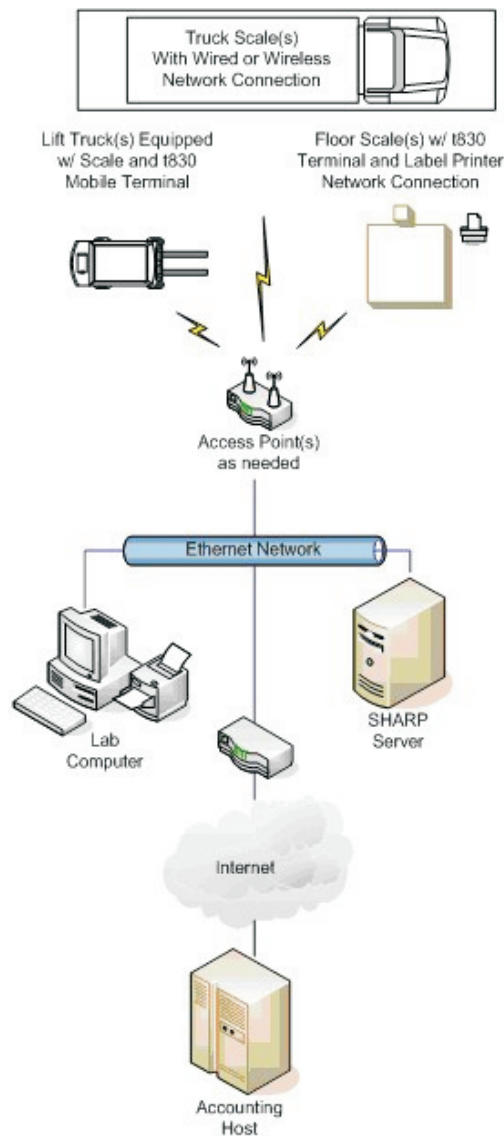 Truck Scale(s)
With Wired or Wireless
Network Connection
Lift Truck(s) Equipped
w/ Scale and t830
Mobile Terminal
Floor Scale(s) w/ t830
Terminal and Label Printer
Network Connection
Access Point(s)
as needed
Ethernet Network
Lab
Computer
SHARP
Server
Internet
Accounting
Host